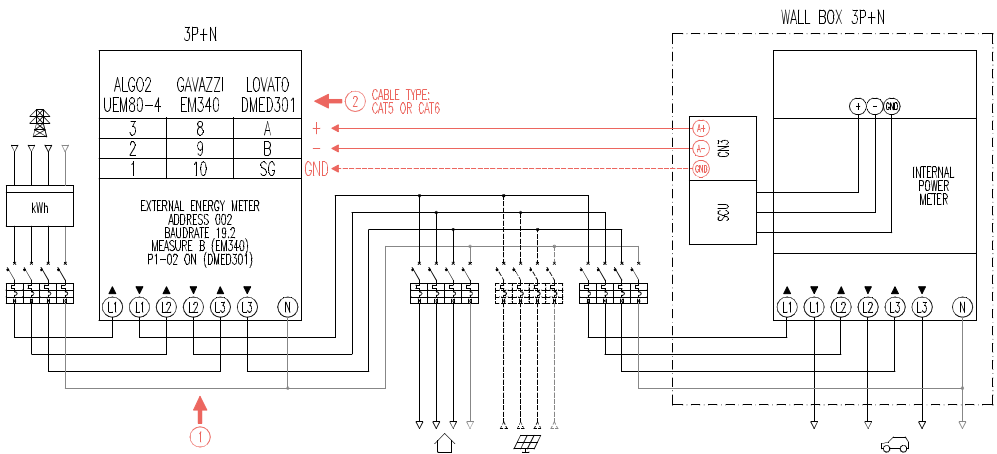 WALL BOX 3P+N
3P+N
ALGO2 GAVAZZI LOVATO
UEM80-4 EM340 DMED301
2 CABLE TYPE:
CAT5 OR CAT6
3 8 A + A+
2 9 B - A-
1 10 SG GND GND
CN3
SCU
+ - GND
INTERNAL
POWER
METER
kWh
EXTERNAL ENERGY METER
ADDRESS 002
BAUDRATE 19.2
MEASURE B (EM340)
P1-02 ON (DMED301)
L1 L1 L2 L2 L3 L3 N
L1 L1 L2 L2 L3 L3 N
1